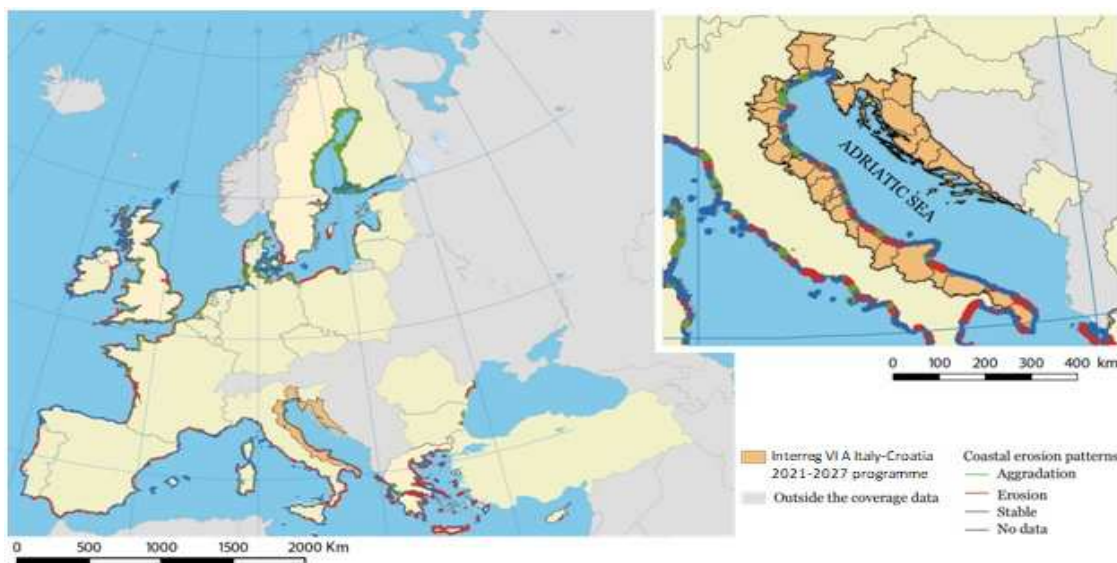 ADRIATIC SEA
0 100 200 300 400 km
Interreg VI A Italy-Croatia
2021-2027 programme
Outside the coverage data
Coastal erosion patterns
Aggradation
Erosion
Stable
No data
0 500 1000 1500 2000 Km